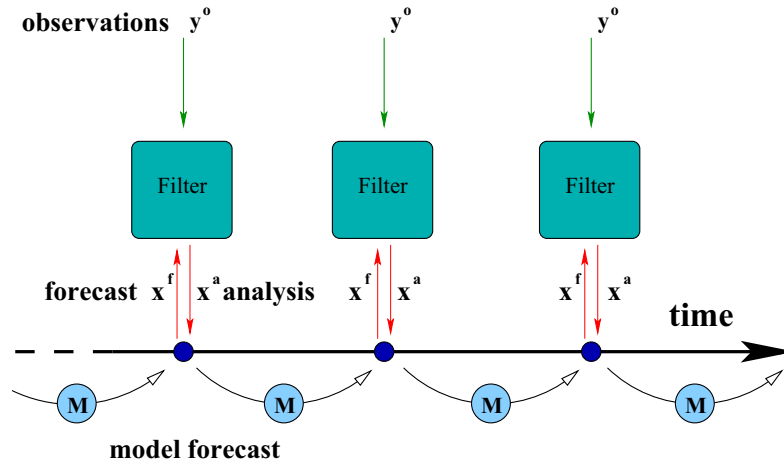 observations y^o y^o y^o
Filter Filter Filter
forecast x^f x^a analysis x^f x^a x^f x^a
time
M M M M
model forecast